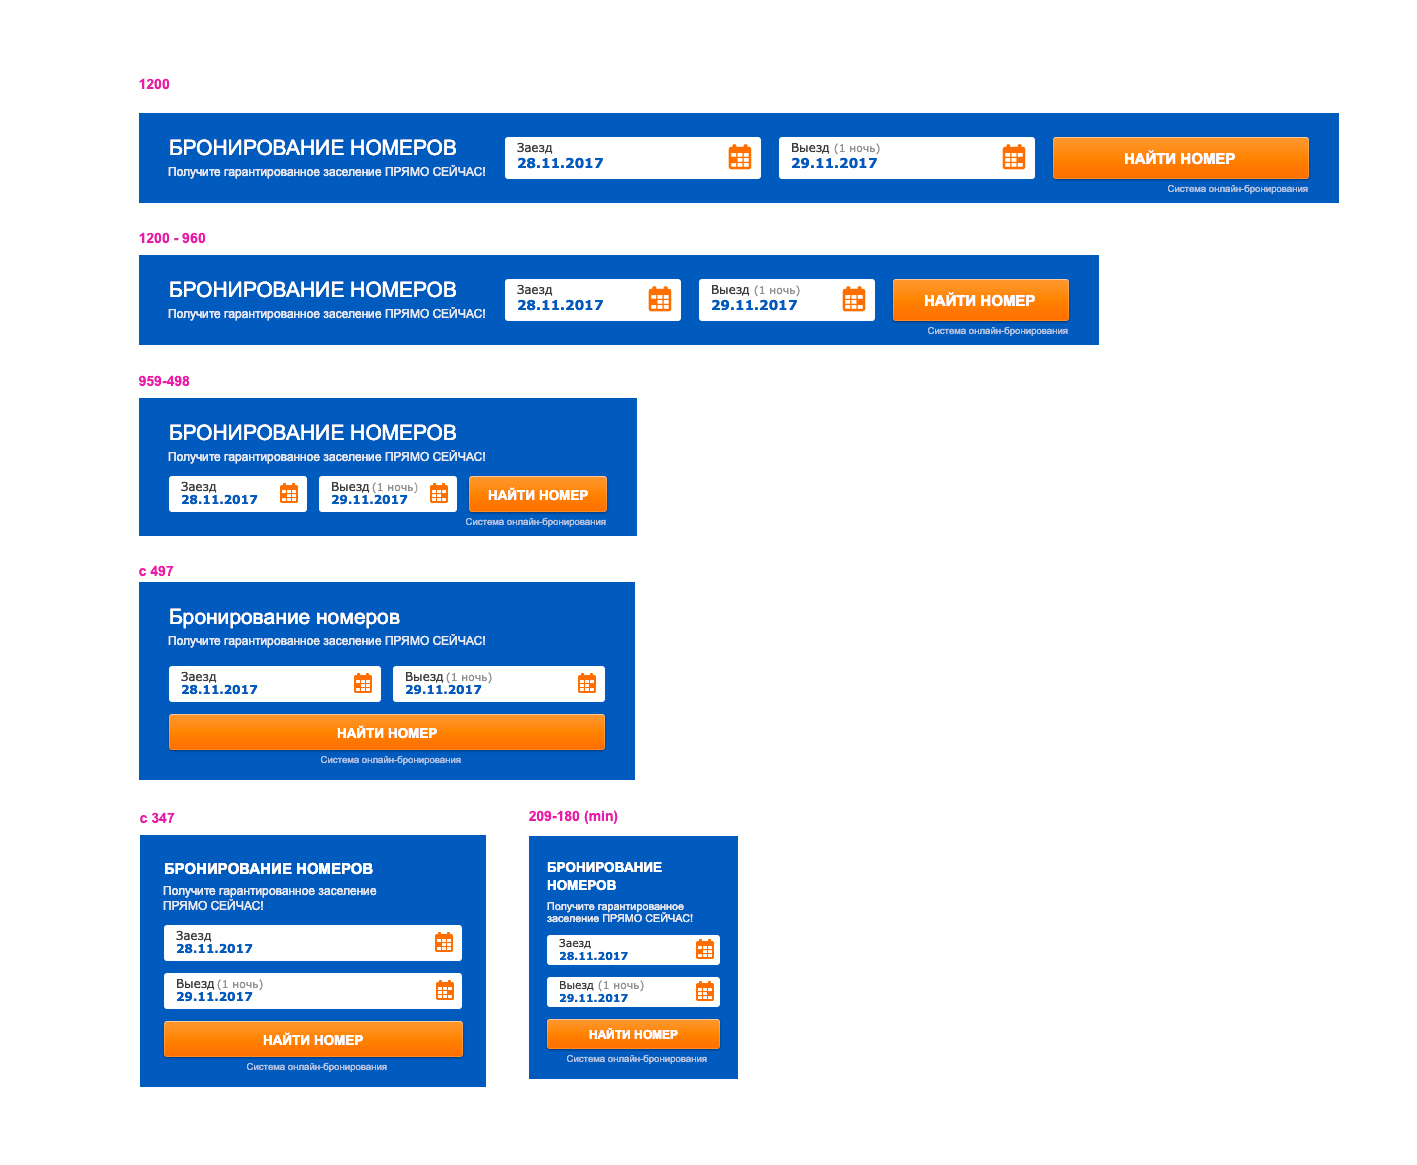 1200
БРОНИРОВАНИЕ НОМЕРОВ
Получите гарантированное заселение ПРЯМО СЕЙЧАС!
Заезд
28.11.2017
Выезд (1 ночь)
29.11.2017
НАЙТИ НОМЕР
Система онлайн-бронирования
1200 - 960
БРОНИРОВАНИЕ НОМЕРОВ
Получите гарантированное заселение ПРЯМО СЕЙЧАС!
Заезд
28.11.2017
Выезд (1 ночь)
29.11.2017
НАЙТИ НОМЕР
Система онлайн-бронирования
959-498
БРОНИРОВАНИЕ НОМЕРОВ
Получите гарантированное заселение ПРЯМО СЕЙЧАС!
Заезд
28.11.2017
Выезд (1 ночь)
29.11.2017
НАЙТИ НОМЕР
Система онлайн-бронирования
с 497
Бронирование номеров
Получите гарантированное заселение ПРЯМО СЕЙЧАС!
Заезд
28.11.2017
Выезд (1 ночь)
29.11.2017
НАЙТИ НОМЕР
Система онлайн-бронирования
с 347
БРОНИРОВАНИЕ НОМЕРОВ
Получите гарантированное заселение
ПРЯМО СЕЙЧАС!
Заезд
28.11.2017
Выезд (1 ночь)
29.11.2017
НАЙТИ НОМЕР
Система онлайн-бронирования
209-180 (min)
БРОНИРОВАНИЕ
НОМЕРОВ
Получите гарантированное
заселение ПРЯМО СЕЙЧАС!
Заезд
28.11.2017
Выезд (1 ночь)
29.11.2017
НАЙТИ НОМЕР
Система онлайн-бронирования